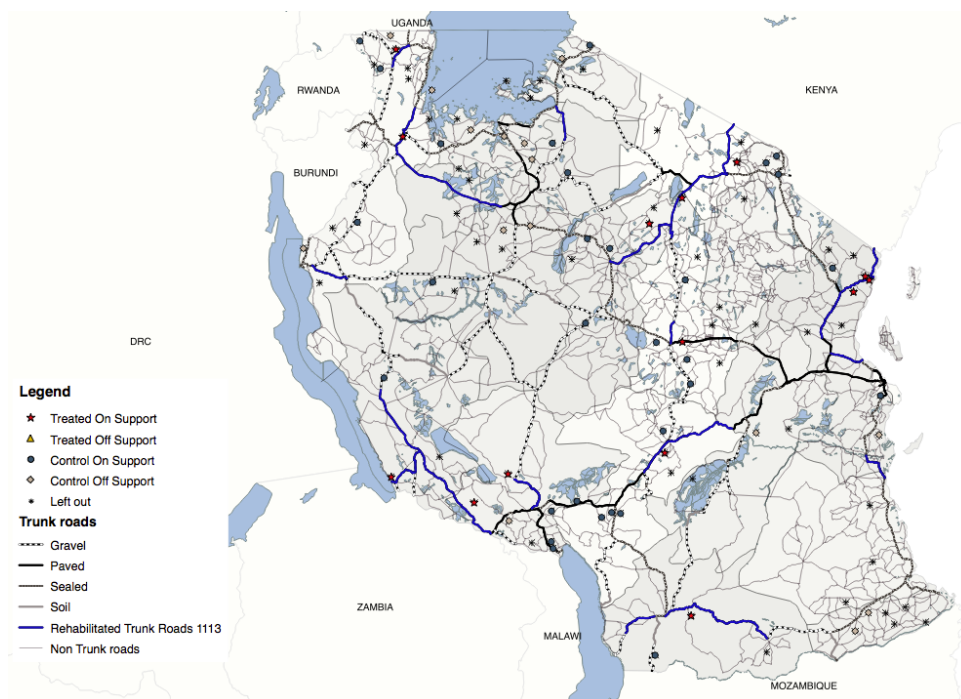 UGANDA
RWANDA
KENYA
BURUNDI
DRC
Legend
Treated On Support
Treated Off Support
Control On Support
Control Off Support
Left out
Trunk roads
Gravel
Paved
Sealed
Soil
Rehabilitated Trunk Roads 1113
Non Trunk roads
ZAMBIA
MALAWI
MOZAMBIQUE